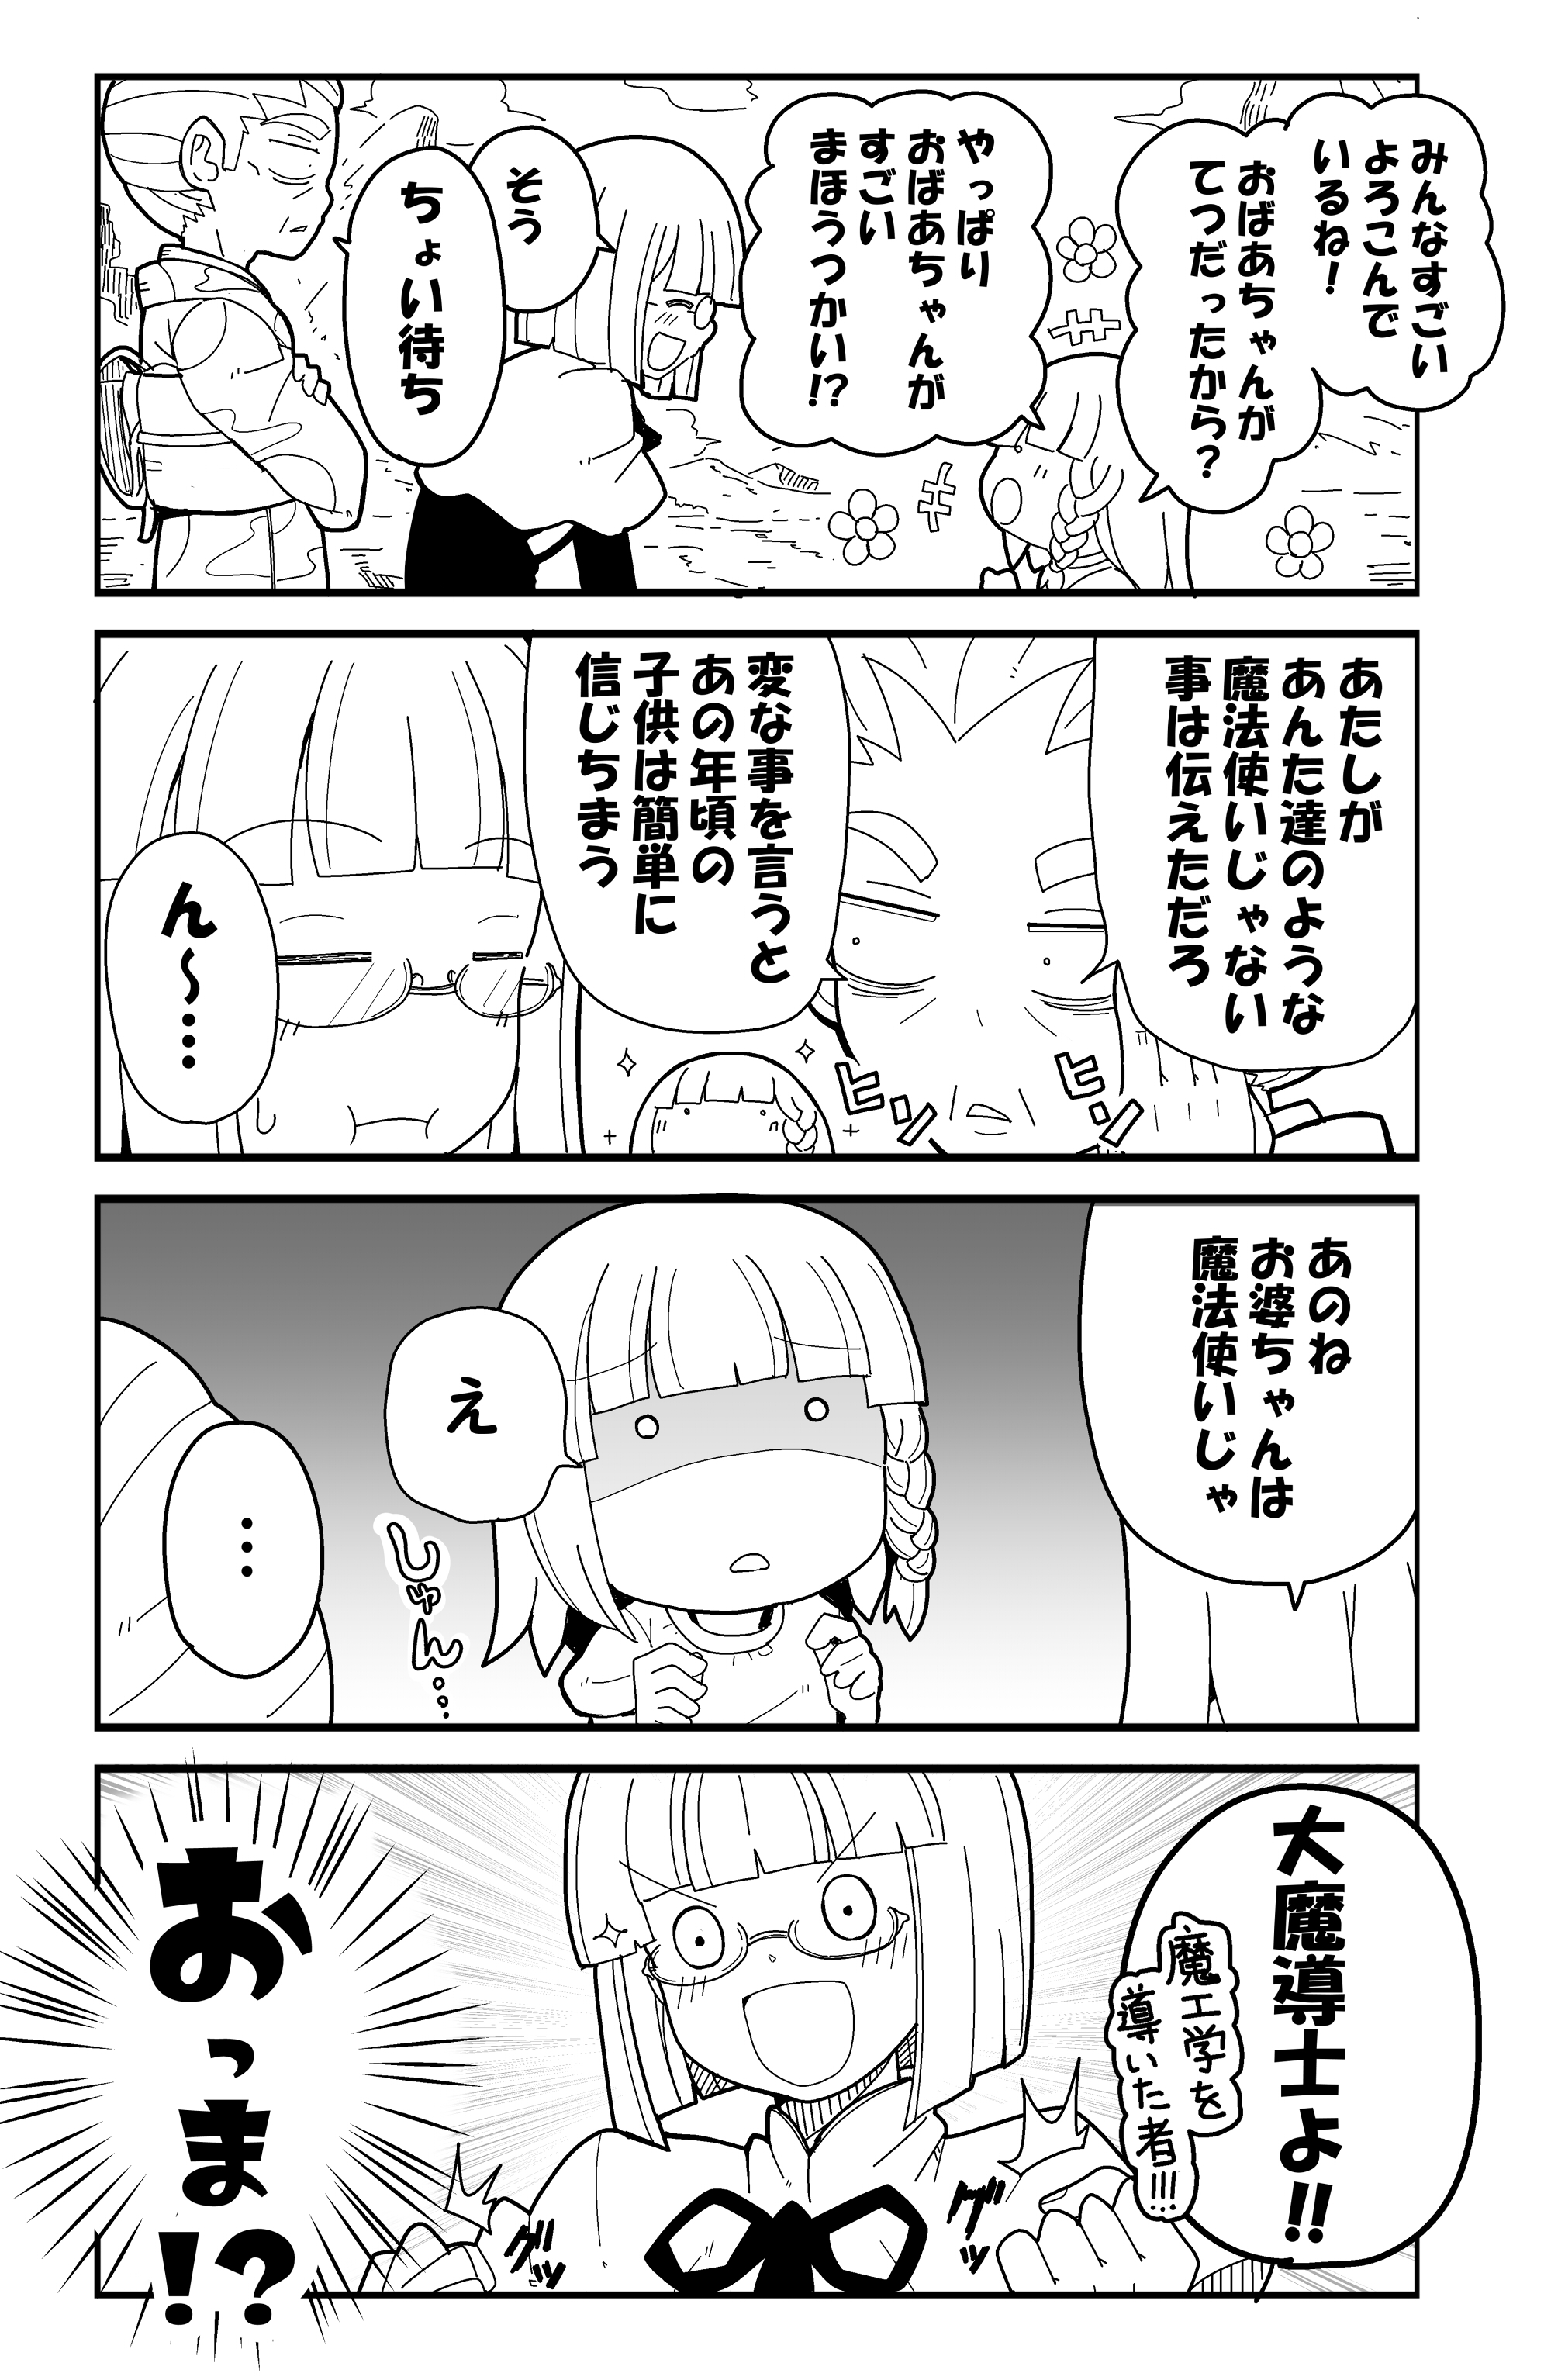 みんなすごい
よろこんで
いるね!
おばあちゃんが
てつだったから?
やっぱり
おばあちゃんが
すごい
まほうつかい!?
キキ
キキ
そう
ちょい待ち
あたしが
あんた達のような
魔法使いじゃない
事は伝えただろ
ヒソ
ヒソ
変な事を言うと
あの年頃の
子供は簡単に
信じちまう
ん〜……
あのね
お婆ちゃんは
魔法使いじゃ
え
しゅん…
…
大魔導士よ!!
魔工学を
導いた者!!!
グッ
グッ
おっま!?